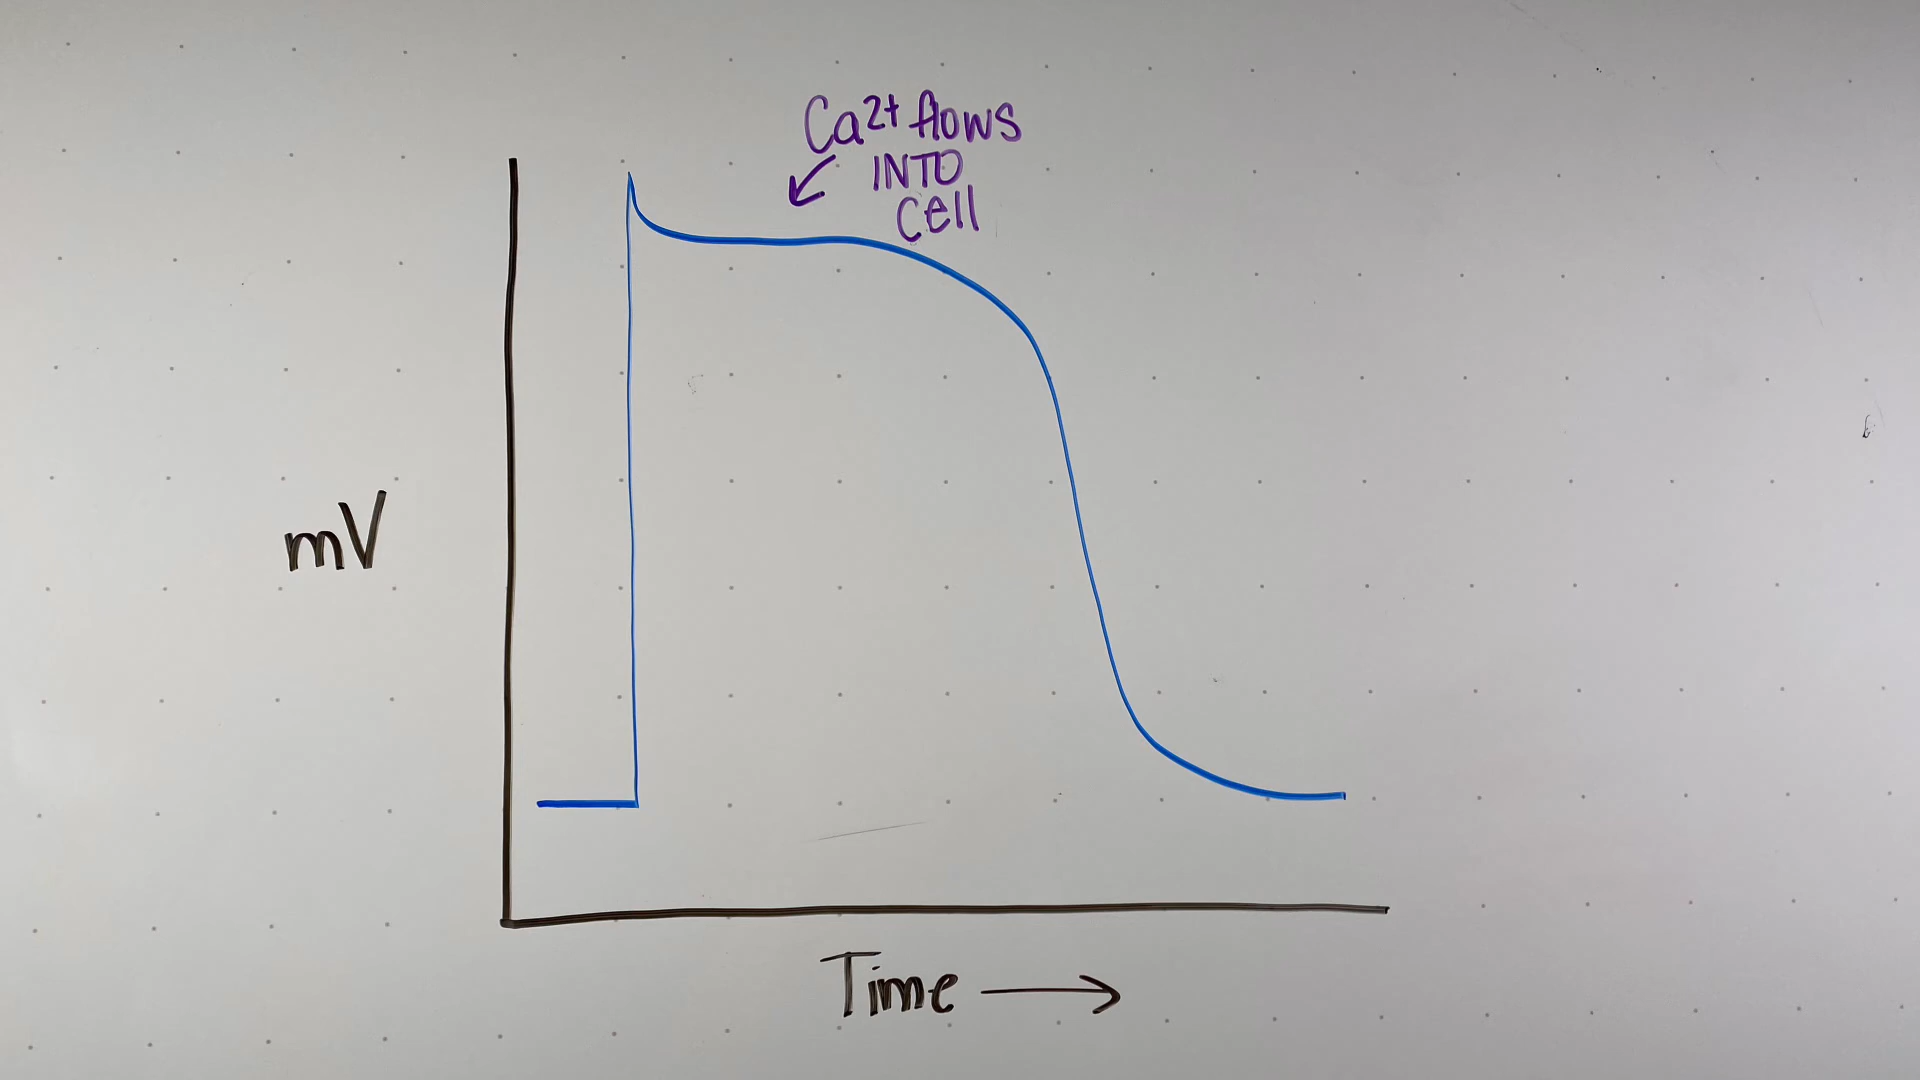 Ca²⁺ flows
INTO
cell
mV
Time →